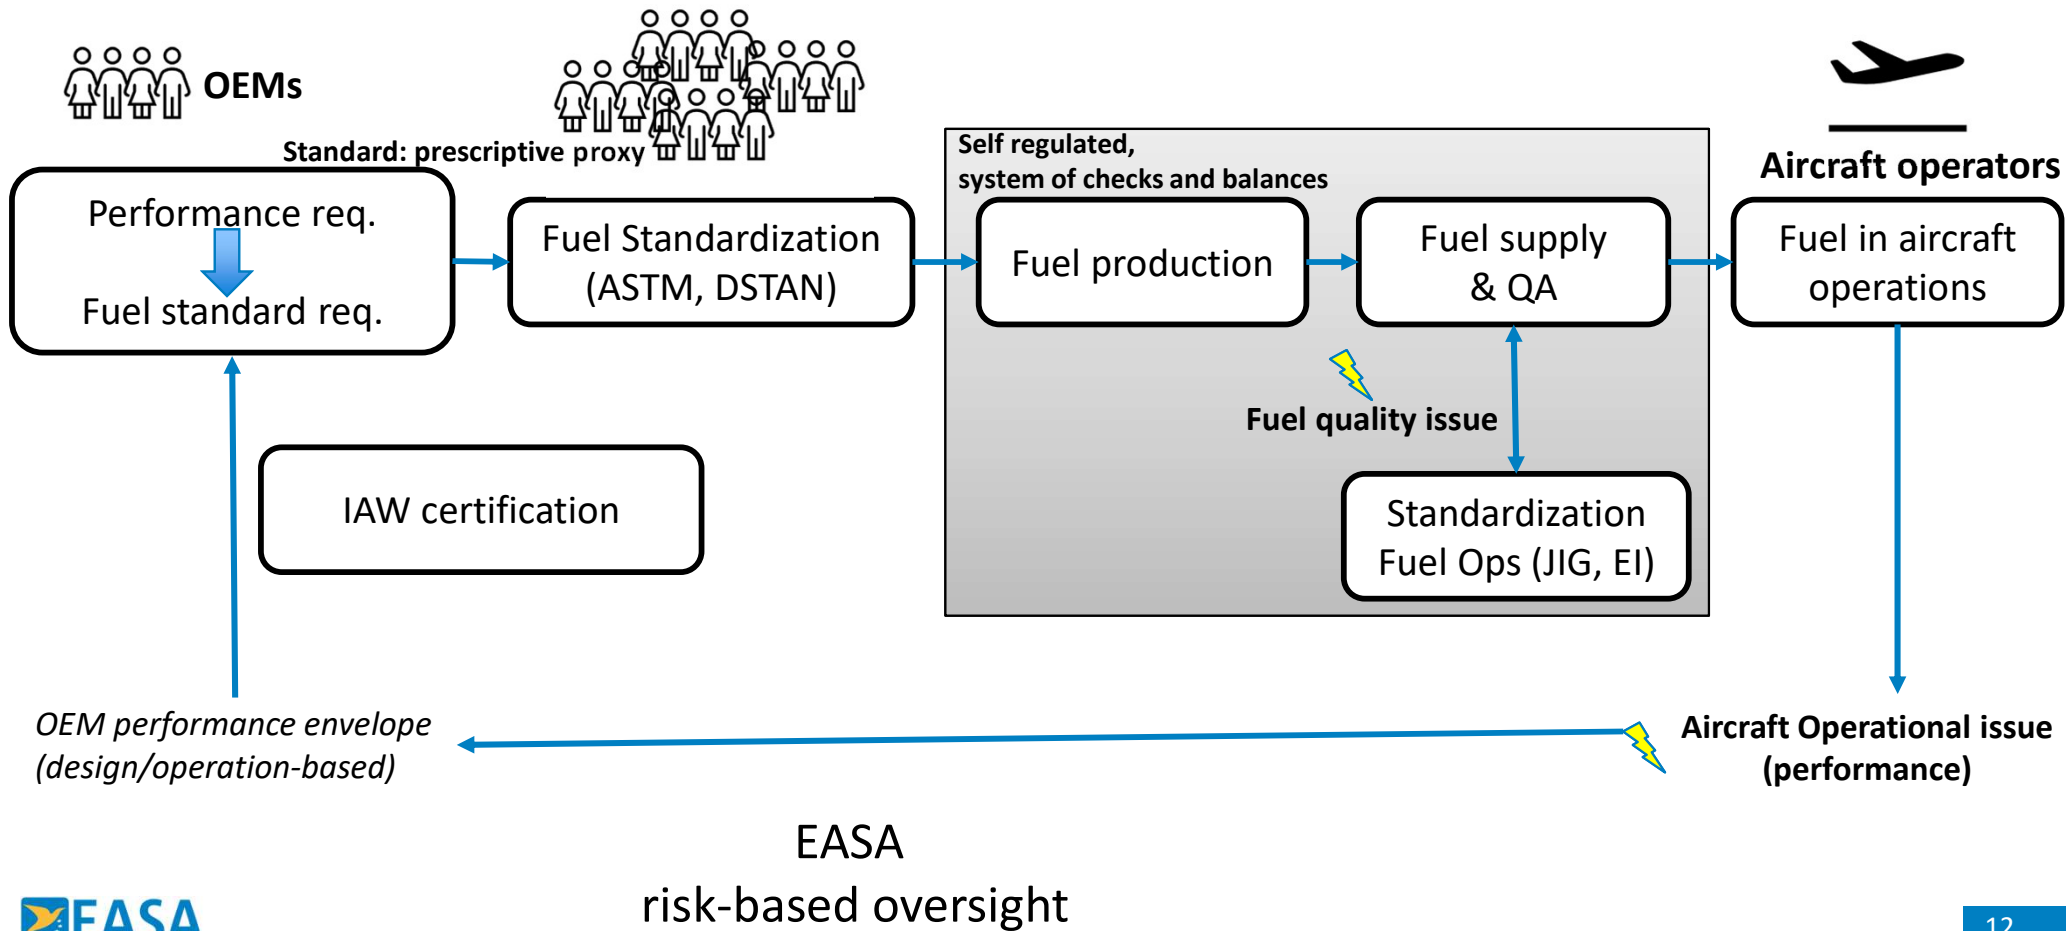 OEMs
Standard: prescriptive proxy
Performance req.
Fuel standard req.
Fuel Standardization
(ASTM, DSTAN)
Self regulated,
system of checks and balances
Fuel production
Fuel supply
& QA
Aircraft operators
Fuel in aircraft
operations
Fuel quality issue
Standardization
Fuel Ops (JIG, EI)
IAW certification
OEM performance envelope
(design/operation-based)
Aircraft Operational issue
(performance)
EASA
risk-based oversight
EASA
12